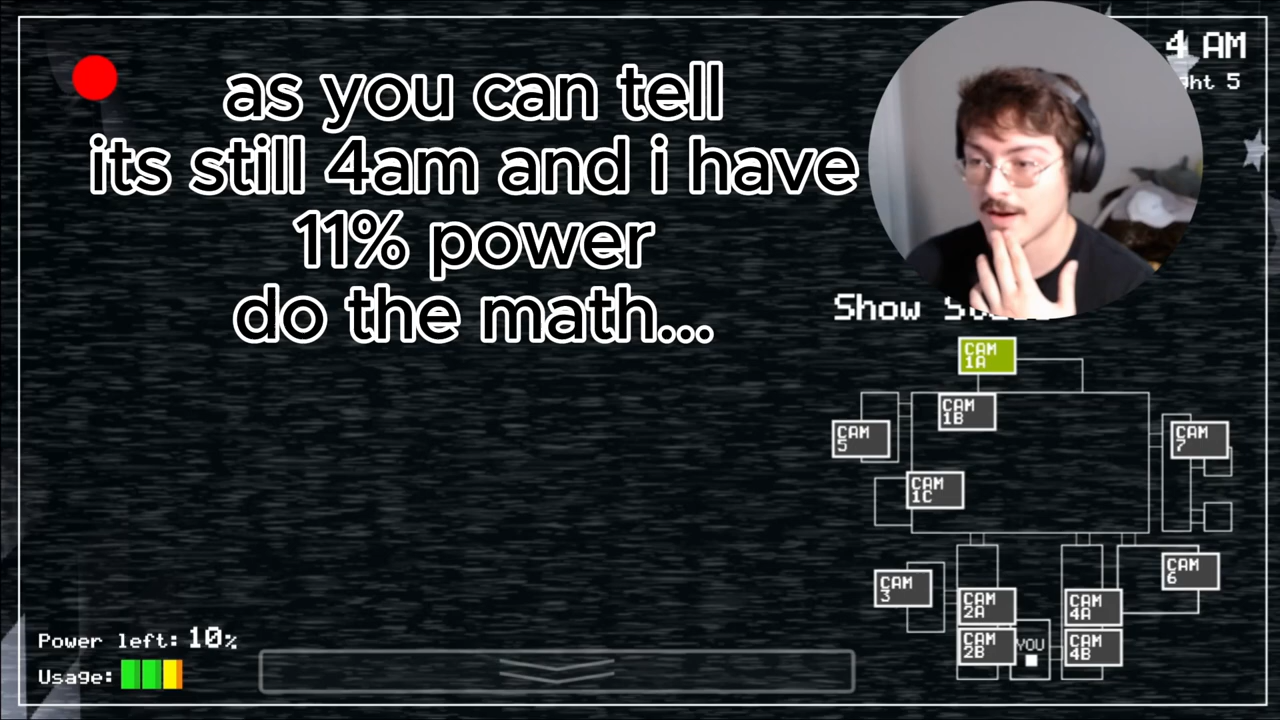 4 AM
ght 5
as you can tell
its still 4am and i have
11% power
do the math...
Show
CAM
1A
CAM
1B
CAM
5
CAM
7
CAM
1C
CAM
6
CAM
3
CAM
2A
CAM
4A
CAM
2B
YOU
CAM
4B
Power left: 10%
Usage: